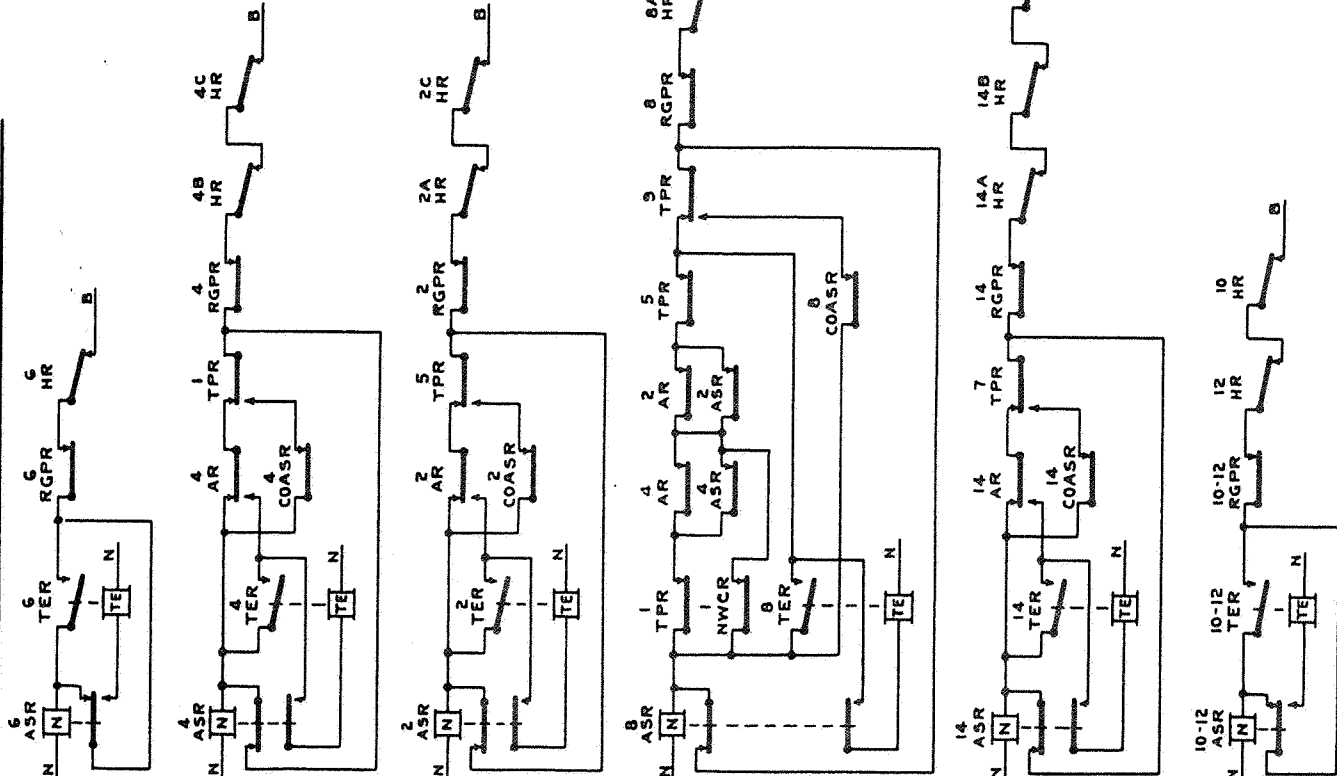 6 ASR
6 TER
6 RGPR
6 HR
B
N
N
TE
N
4 ASR
4 TER
4 AR
4 COASR
1 TPR
4 RGPR
4B HR
4C HR
B
N
N
TE
N
2 ASR
2 TER
2 AR
2 COASR
5 TPR
2 RGPR
2A HR
2C HR
B
N
N
TE
N
8 ASR
1 TPR
1 NWCR
8 TER
4 AR
4 ASR
2 AR
2 ASR
5 TPR
9 TPR
8 COASR
8 RGPR
8A HR
N
N
TE
N
14 ASR
14 TER
14 AR
14 COASR
7 TPR
14 RGPR
14A HR
14B HR
N
N
TE
N
10-12 ASR
10-12 TER
10-12 RGPR
12 HR
10 HR
B
N
N
TE
N